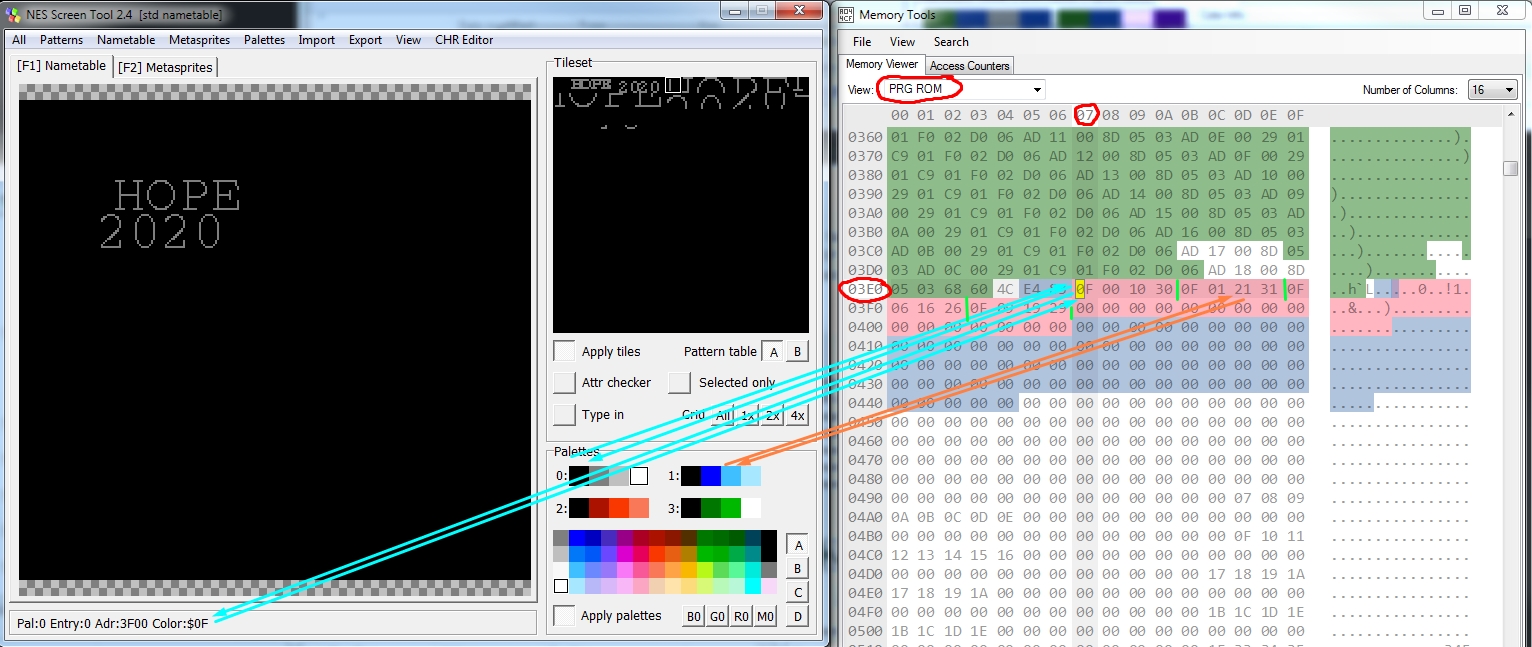 NES Screen Tool 2.4 [std nametable]
All Patterns Nametable Metasprites Palettes Import Export View CHR Editor
[F1] Nametable [F2] Metasprites
HOPE
2020
Pal:0 Entry:0 Adr:3F00 Color:$0F
Tileset
HOPE 2020
Apply tiles Pattern table A B
Attr checker Selected only
Type in Grid All 1x 2x 4x
Palettes
0: 1:
2: 3:
A
B
C
D
Apply palettes B0 G0 R0 M0
Memory Tools
File View Search
Memory Viewer Access Counters
View: PRG ROM Number of Columns: 16
00 01 02 03 04 05 06 07 08 09 0A 0B 0C 0D 0E 0F
0360 01 F0 02 D0 06 AD 11 00 8D 05 03 AD 0E 00 29 01 ..............).
0370 C9 01 F0 02 D0 06 AD 12 00 8D 05 03 AD 0F 00 29 ...............)
0380 01 C9 01 F0 02 D0 06 AD 13 00 8D 05 03 AD 10 00 ................
0390 29 01 C9 01 F0 02 D0 06 AD 14 00 8D 05 03 AD 09 )...............
03A0 00 29 01 C9 01 F0 02 D0 06 AD 15 00 8D 05 03 AD .)..............
03B0 0A 00 29 01 C9 01 F0 02 D0 06 AD 16 00 8D 05 03 ..).............
03C0 AD 0B 00 29 01 C9 01 F0 02 D0 06 AD 17 00 8D 05 ...)............
03D0 03 AD 0C 00 29 01 C9 01 F0 02 D0 06 AD 18 00 8D ....)...........
03E0 05 03 68 60 4C E4 83 0F 00 10 30 0F 01 21 31 0F ..h`L.....0..!1.
03F0 06 16 26 0F 09 19 29 00 00 00 00 00 00 00 00 00 ..&...).........
0400 00 00 00 00 00 00 00 00 00 00 00 00 00 00 00 00 ................
0410 00 00 00 00 00 00 00 00 00 00 00 00 00 00 00 00 ................
0420 00 00 00 00 00 00 00 00 00 00 00 00 00 00 00 00 ................
0430 00 00 00 00 00 00 00 00 00 00 00 00 00 00 00 00 ................
0440 00 00 00 00 00 00 00 00 00 00 00 00 00 00 00 00 ................
0450 00 00 00 00 00 00 00 00 00 00 00 00 00 00 00 00 ................
0460 00 00 00 00 00 00 00 00 00 00 00 00 00 00 00 00 ................
0470 00 00 00 00 00 00 00 00 00 00 00 00 00 00 00 00 ................
0480 00 00 00 00 00 00 00 00 00 00 00 00 00 00 00 00 ................
0490 00 00 00 00 00 00 00 00 00 00 00 00 00 07 08 09 ................
04A0 0A 0B 0C 0D 0E 00 00 00 00 00 00 00 00 00 00 00 ................
04B0 00 00 00 00 00 00 00 00 00 00 00 00 00 0F 10 11 ................
04C0 12 13 14 15 16 00 00 00 00 00 00 00 00 00 00 00 ................
04D0 00 00 00 00 00 00 00 00 00 00 00 00 17 18 19 1A ................
04E0 17 18 19 1A 00 00 00 00 00 00 00 00 00 00 00 00 ................
04F0 00 00 00 00 00 00 00 00 00 00 00 00 1B 1C 1D 1E ................
0500 1B 1C 1D 1E 00 00 00 00 00 00 00 00 00 00 00 00 ................